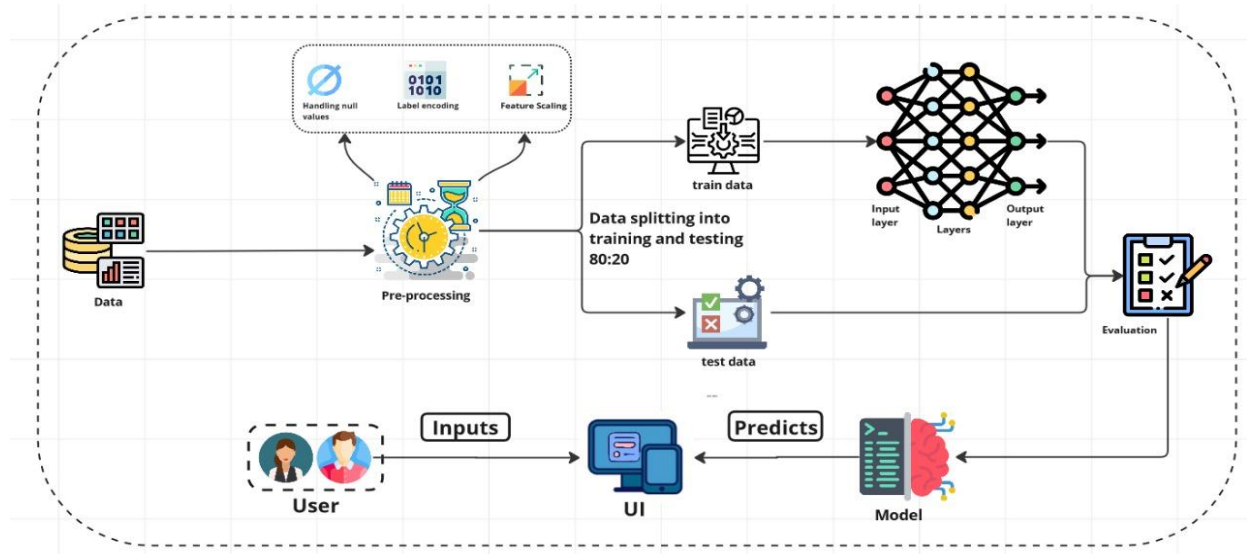 Handling null
values
Label encoding
Feature Scaling
0101
1010
train data
Input
layer
Layers
Output
layer
Data splitting into
training and testing
80:20
Data
Pre-processing
test data
Evaluation
Inputs
Predicts
User
UI
Model